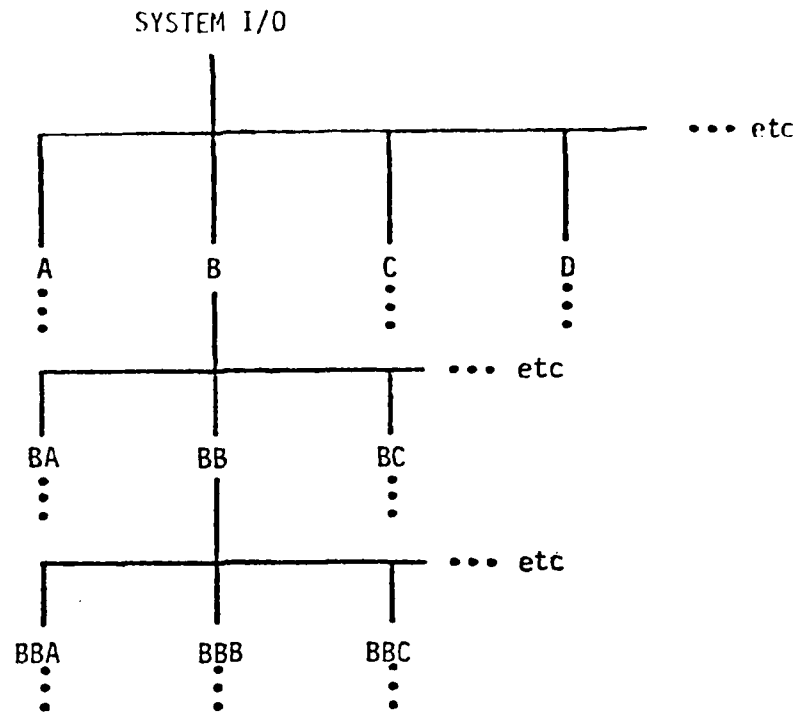 SYSTEM I/O
••• etc
A B C D
••• etc
BA BB BC
••• etc
BBA BBB BBC